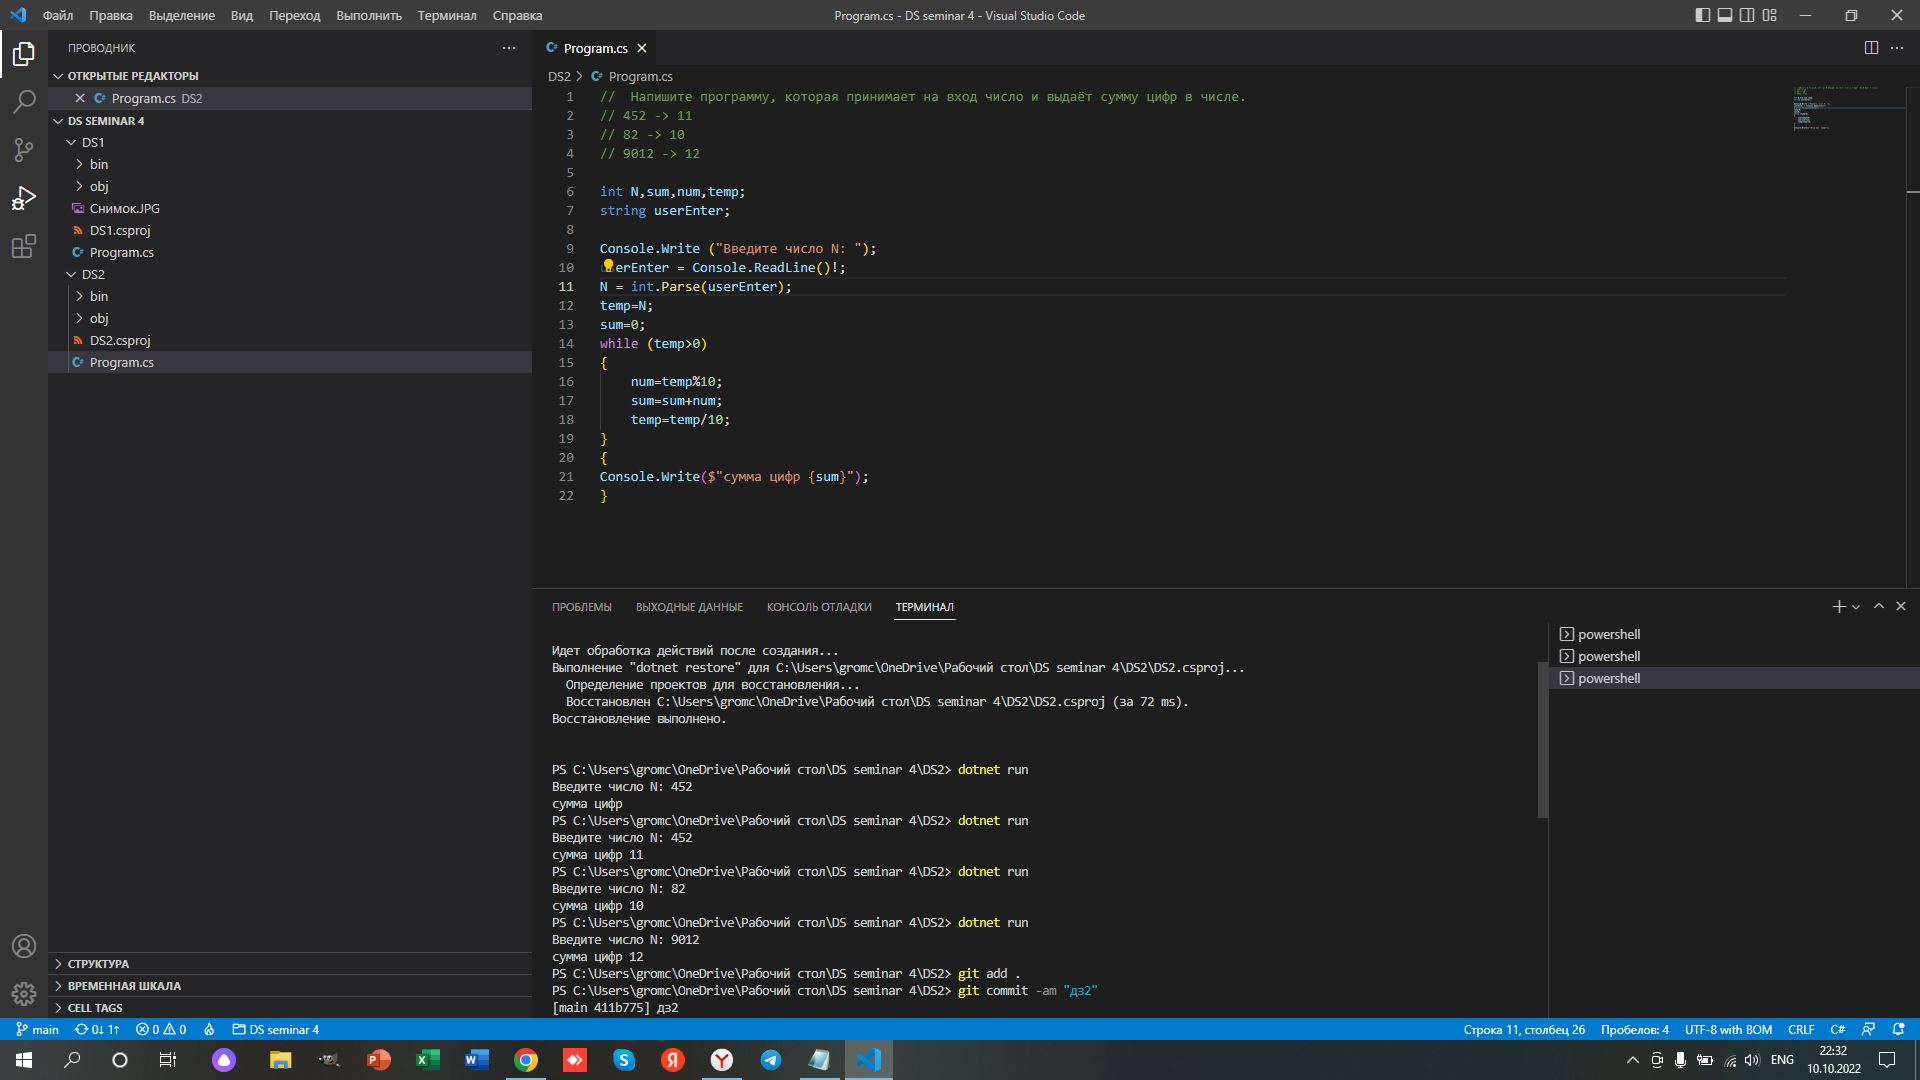 Файл Правка Выделение Вид Переход Выполнить Терминал Справка
Program.cs - DS seminar 4 - Visual Studio Code
ПРОВОДНИК
ОТКРЫТЫЕ РЕДАКТОРЫ
Program.cs DS2
DS SEMINAR 4
DS1
bin
obj
Снимок.JPG
DS1.csproj
Program.cs
DS2
bin
obj
DS2.csproj
Program.cs
СТРУКТУРА
ВРЕМЕННАЯ ШКАЛА
CELL TAGS
Program.cs
DS2 > Program.cs
1 // Напишите программу, которая принимает на вход число и выдаёт сумму цифр в числе.
2 // 452 -> 11
3 // 82 -> 10
4 // 9012 -> 12
5
6 int N,sum,num,temp;
7 string userEnter;
8
9 Console.Write ("Введите число N: ");
10 erEnter = Console.ReadLine()!;
11 N = int.Parse(userEnter);
12 temp=N;
13 sum=0;
14 while (temp>0)
15 {
16 num=temp%10;
17 sum=sum+num;
18 temp=temp/10;
19 }
20 {
21 Console.Write($"сумма цифр {sum}");
22 }
ПРОБЛЕМЫ ВЫХОДНЫЕ ДАННЫЕ КОНСОЛЬ ОТЛАДКИ ТЕРМИНАЛ
Идет обработка действий после создания...
Выполнение "dotnet restore" для C:\Users\gromc\OneDrive\Рабочий стол\DS seminar 4\DS2\DS2.csproj...
Определение проектов для восстановления...
Восстановлен C:\Users\gromc\OneDrive\Рабочий стол\DS seminar 4\DS2\DS2.csproj (за 72 ms).
Восстановление выполнено.
PS C:\Users\gromc\OneDrive\Рабочий стол\DS seminar 4\DS2> dotnet run
Введите число N: 452
сумма цифр
PS C:\Users\gromc\OneDrive\Рабочий стол\DS seminar 4\DS2> dotnet run
Введите число N: 452
сумма цифр 11
PS C:\Users\gromc\OneDrive\Рабочий стол\DS seminar 4\DS2> dotnet run
Введите число N: 82
сумма цифр 10
PS C:\Users\gromc\OneDrive\Рабочий стол\DS seminar 4\DS2> dotnet run
Введите число N: 9012
сумма цифр 12
PS C:\Users\gromc\OneDrive\Рабочий стол\DS seminar 4\DS2> git add .
PS C:\Users\gromc\OneDrive\Рабочий стол\DS seminar 4\DS2> git commit -am "дз2"
[main 411b775] дз2
powershell
powershell
powershell
main 0↓ 1↑ 0 0 DS seminar 4
Строка 11, столбец 26 Пробелов: 4 UTF-8 with BOM CRLF C#
ENG
22:32
10.10.2022